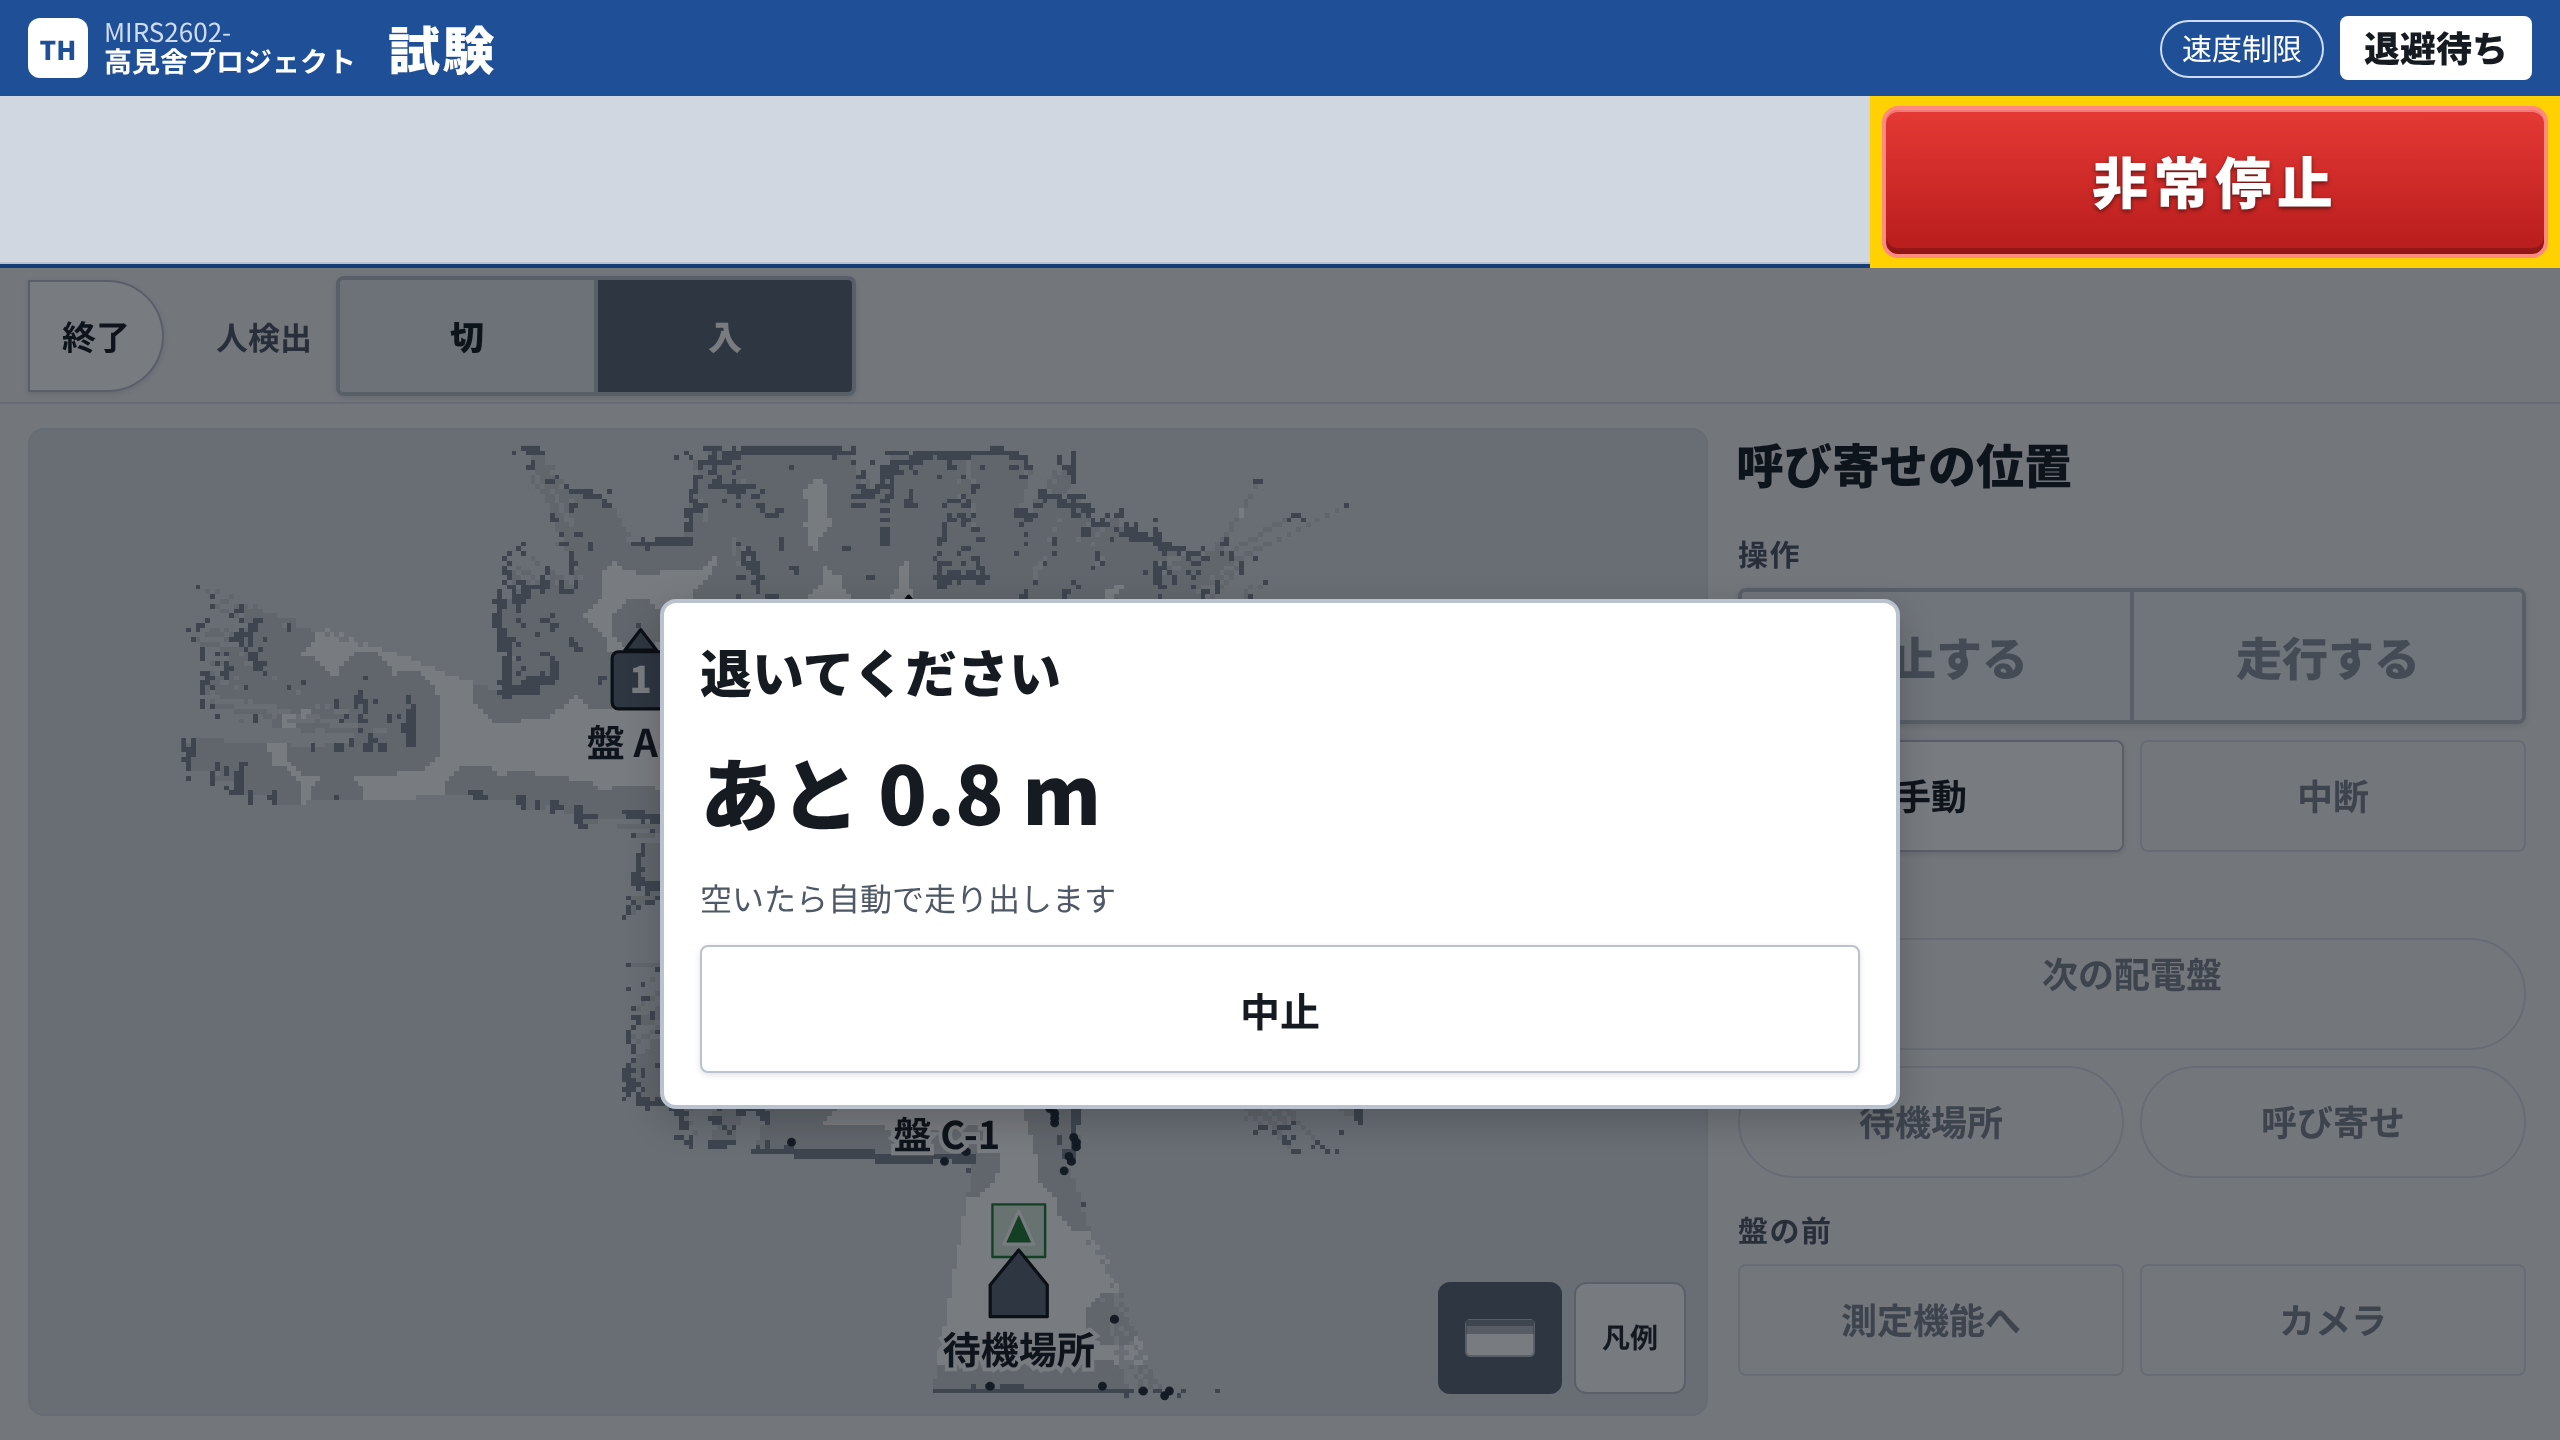 TH
MIRS2602-
高見舎プロジェクト
試験
速度制限
退避待ち
非常停止
終了
人検出
切
入
呼び寄せの位置
操作
止する
走行する
手動
中断
次の配電盤
待機場所
呼び寄せ
盤の前
測定機能へ
カメラ
1
盤 A
退いてください
あと 0.8 m
空いたら自動で走り出します
中止
盤 C-1
待機場所
凡例